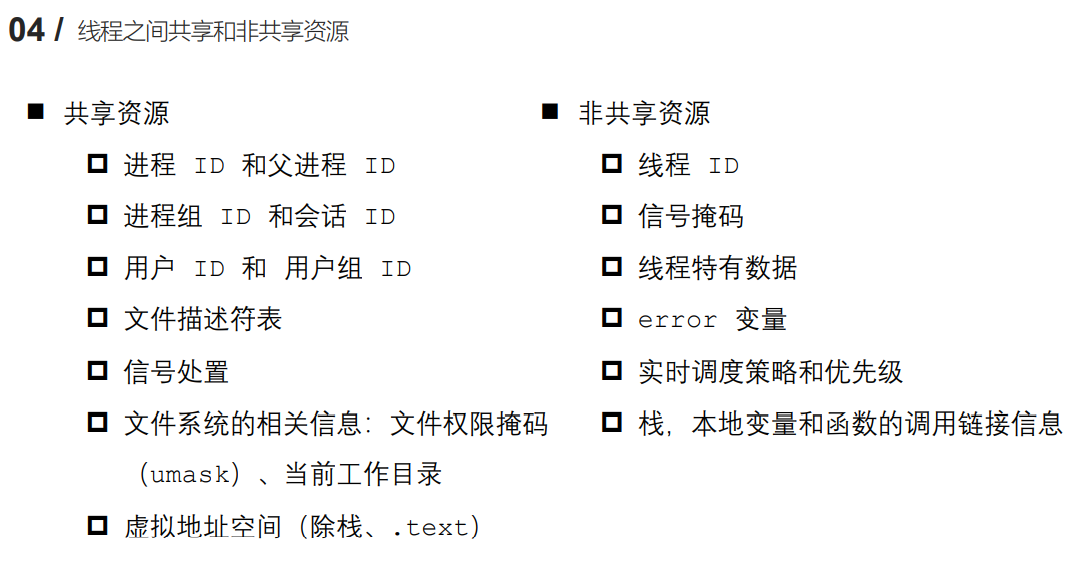 04 / 线程之间共享和非共享资源
共享资源
进程 ID 和父进程 ID
进程组 ID 和会话 ID
用户 ID 和 用户组 ID
文件描述符表
信号处置
文件系统的相关信息：文件权限掩码
（umask）、当前工作目录
虚拟地址空间（除栈、.text）
非共享资源
线程 ID
信号掩码
线程特有数据
error 变量
实时调度策略和优先级
栈，本地变量和函数的调用链接信息